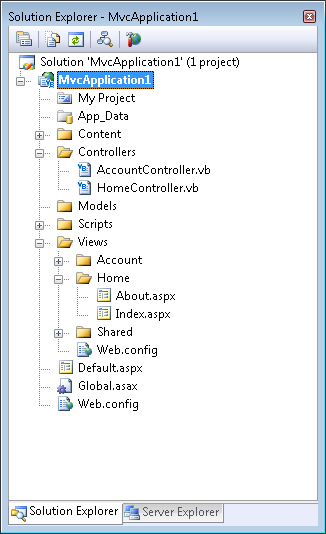 Solution Explorer - MvcApplication1
Solution 'MvcApplication1' (1 project)
MvcApplication1
My Project
App_Data
Content
Controllers
AccountController.vb
HomeController.vb
Models
Scripts
Views
Account
Home
About.aspx
Index.aspx
Shared
Web.config
Default.aspx
Global.asax
Web.config
Solution Explorer Server Explorer